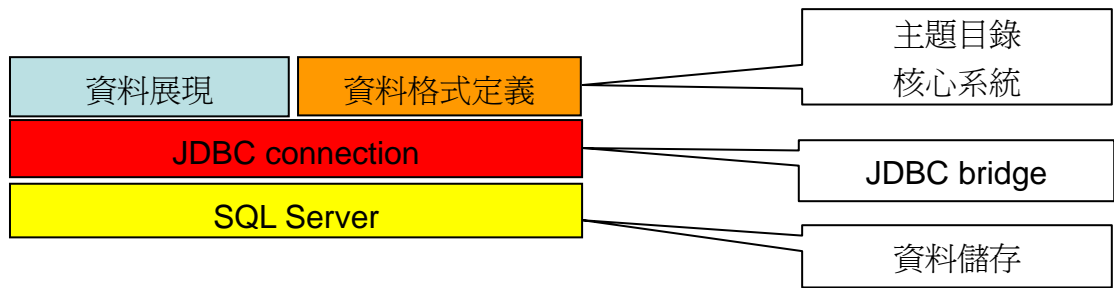 主題目錄
核心系統
資料展現
資料格式定義
JDBC connection
JDBC bridge
SQL Server
資料儲存